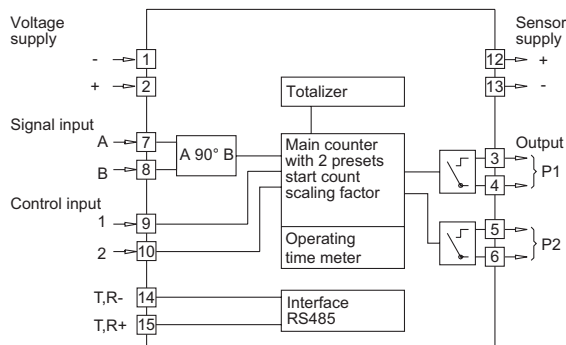 Voltage
supply
- 1
+ 2
Signal input
A 7
B 8
A 90° B
Control input
1 9
2 10
T,R- 14
T,R+ 15
Totalizer
Main counter
with 2 presets
start count
scaling factor
Operating
time meter
Interface
RS485
Sensor
supply
12 +
13 -
Output
3
4
P1
5
6
P2